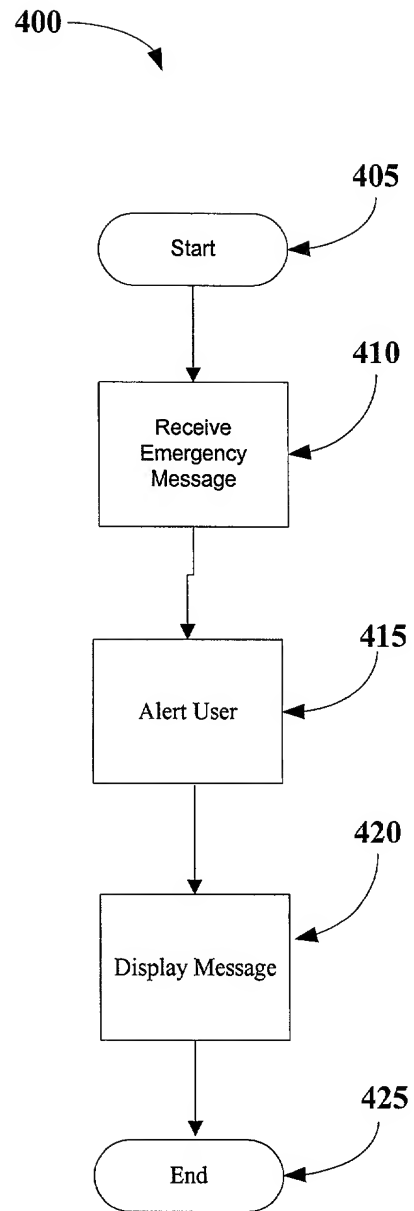 400
405
Start
410
Receive
Emergency
Message
415
Alert User
420
Display Message
425
End